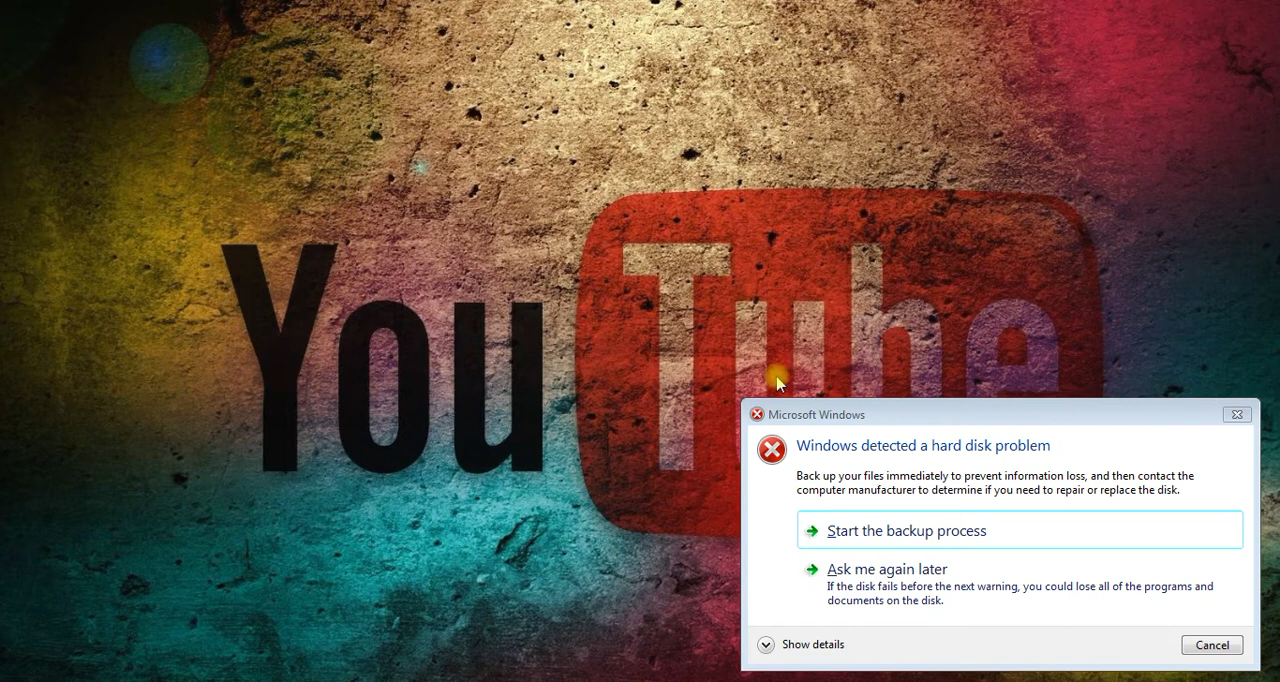 YouTube
Microsoft Windows
Windows detected a hard disk problem
Back up your files immediately to prevent information loss, and then contact the
computer manufacturer to determine if you need to repair or replace the disk.
Start the backup process
Ask me again later
If the disk fails before the next warning, you could lose all of the programs and
documents on the disk.
Show details
Cancel